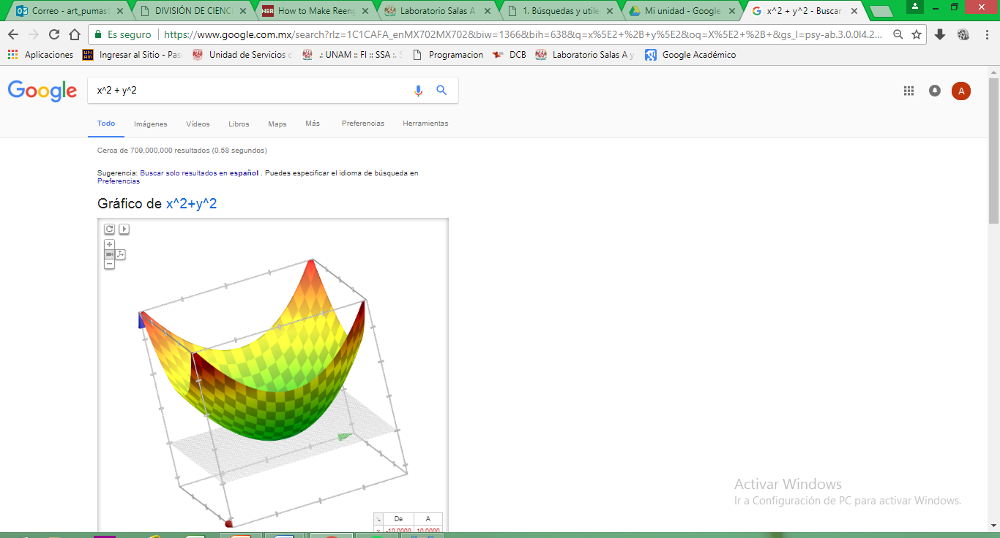 Correo - art_pumas DIVISIÓN DE CIENC HBR How to Make Reeng Laboratorio Salas A 1. Búsquedas y utile Mi unidad - Google x^2 + y^2 - Buscar
Es seguro https://www.google.com.mx/search?rlz=1C1CAFA_enMX702MX702&biw=1366&bih=638&q=x%5E2+%2B+y%5E2&oq=X%5E2+%2B+&gs_l=psy-ab.3.0.0l4.2...
Aplicaciones UNAM Ingresar al Sitio - Pas Unidad de Servicios c .: UNAM :: FI :: SSA :. S Programacion DCB Laboratorio Salas A y Google Académico
Google x^2 + y^2 A
Todo Imágenes Vídeos Libros Maps Más Preferencias Herramientas
Cerca de 709,000,000 resultados (0.58 segundos)
Sugerencia: Buscar solo resultados en español . Puedes especificar el idioma de búsqueda en
Preferencias
Gráfico de x^2+y^2
Activar Windows
Ir a Configuración de PC para activar Windows.
De A
x -10.0000 10.0000